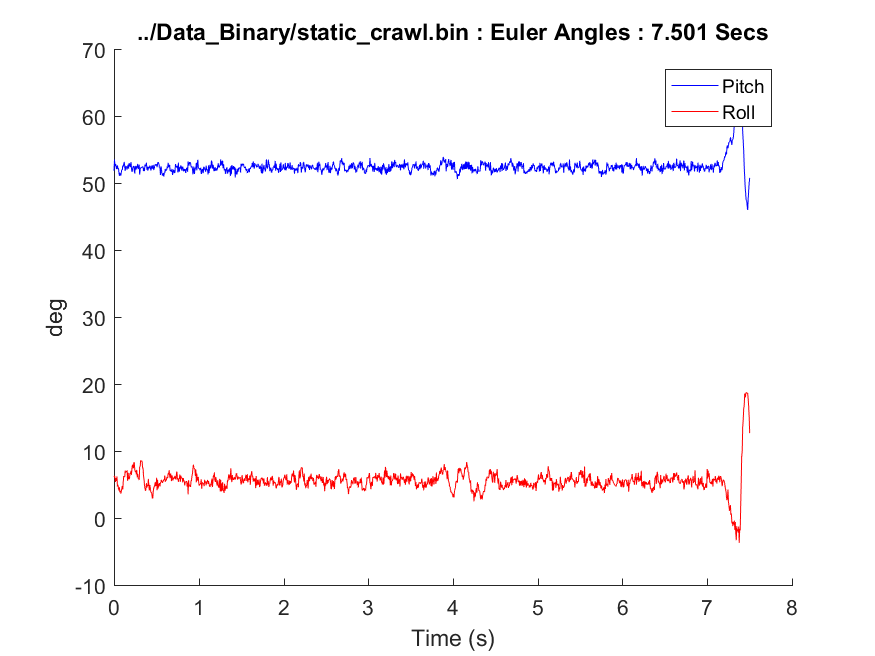 ../Data_Binary/static_crawl.bin : Euler Angles : 7.501 Secs
70
60
50
40
30
20
10
0
-10
deg
Pitch
Roll
0 1 2 3 4 5 6 7 8
Time (s)